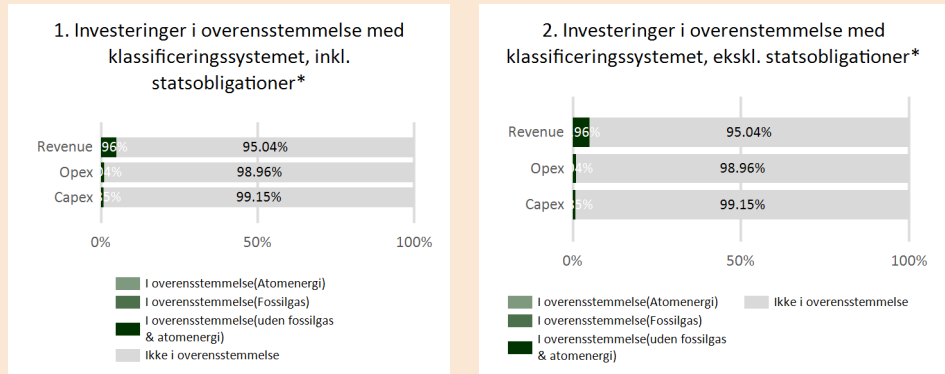 1. Investeringer i overensstemmelse med
klassificeringssystemet, inkl.
statsobligationer*
Revenue
96%
95.04%
Opex
98.96%
Capex
99.15%
0%
50%
100%
I overensstemmelse(Atomenergi)
I overensstemmelse(Fossilgas)
I overensstemmelse(uden fossilgas
& atomenergi)
Ikke i overensstemmelse
2. Investeringer i overenstemmelse med
klassificeringssystemet, ekskl. statsobligationer*
Revenue
96%
95.04%
Opex
98.96%
Capex
99.15%
0%
50%
100%
I overensstemmelse(Atomenergi)
Ikke i overensstemmelse
I overensstemmelse(Fossilgas)
I overensstemmelse(uden fossilgas
& atomenergi)